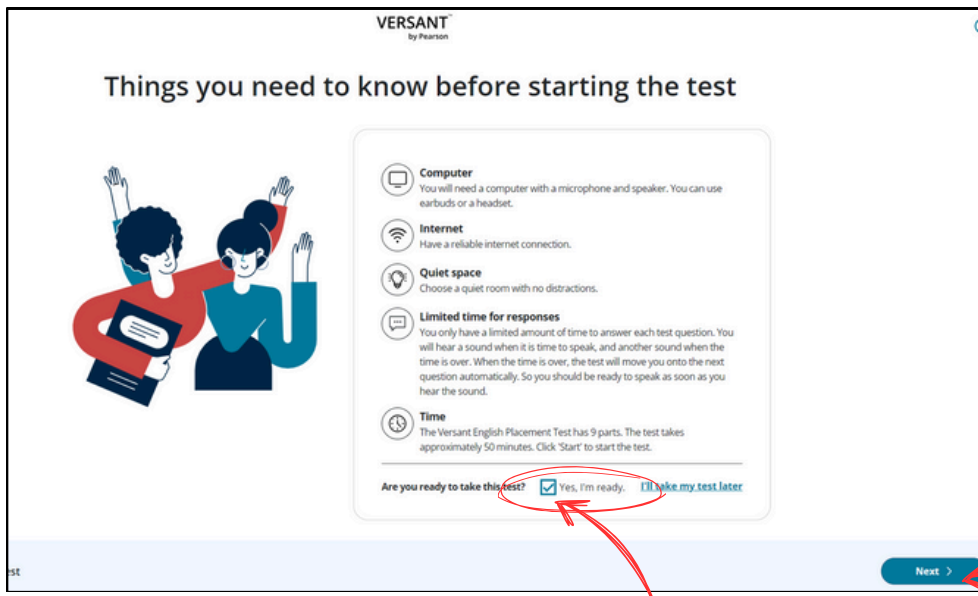 VERSANT™
by Pearson
Things you need to know before starting the test
Computer
You will need a computer with a microphone and speaker. You can use
earbuds or a headset.
Internet
Have a reliable internet connection.
Quiet space
Choose a quiet room with no distractions.
Limited time for responses
You only have a limited amount of time to answer each test question. You
will hear a sound when it is time to speak, and another sound when the
time is over. When the time is over, the test will move you onto the next
question automatically. So you should be ready to speak as soon as you
hear the sound.
Time
The Versant English Placement Test has 9 parts. The test takes
approximately 50 minutes. Click 'Start' to start the test.
Are you ready to take this test? Yes, I'm ready. I'll take my test later
est
Next